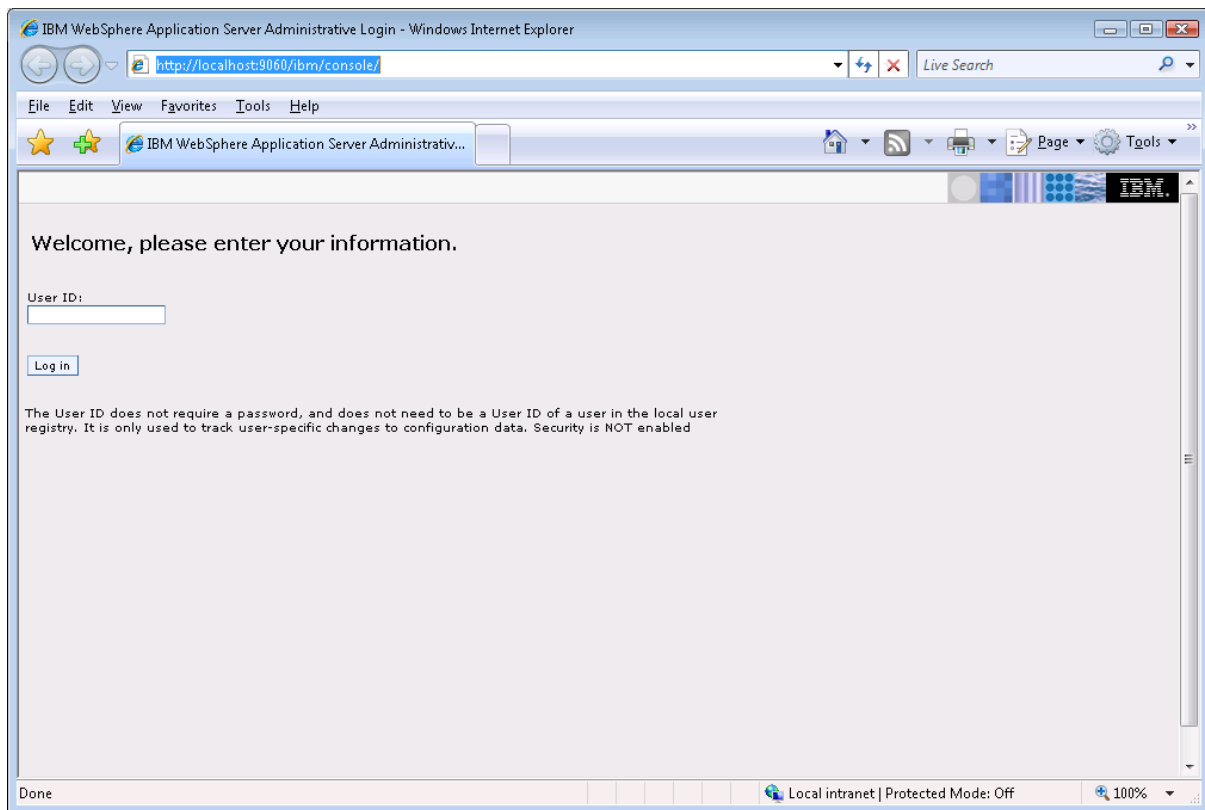 IBM WebSphere Application Server Administrative Login - Windows Internet Explorer
http://localhost:9060/ibm/console/
Live Search
File Edit View Favorites Tools Help
IBM WebSphere Application Server Administrativ...
Page Tools
IBM.
Welcome, please enter your information.
User ID:
Log in
The User ID does not require a password, and does not need to be a User ID of a user in the local user
registry. It is only used to track user-specific changes to configuration data. Security is NOT enabled
Done
Local intranet | Protected Mode: Off
100%